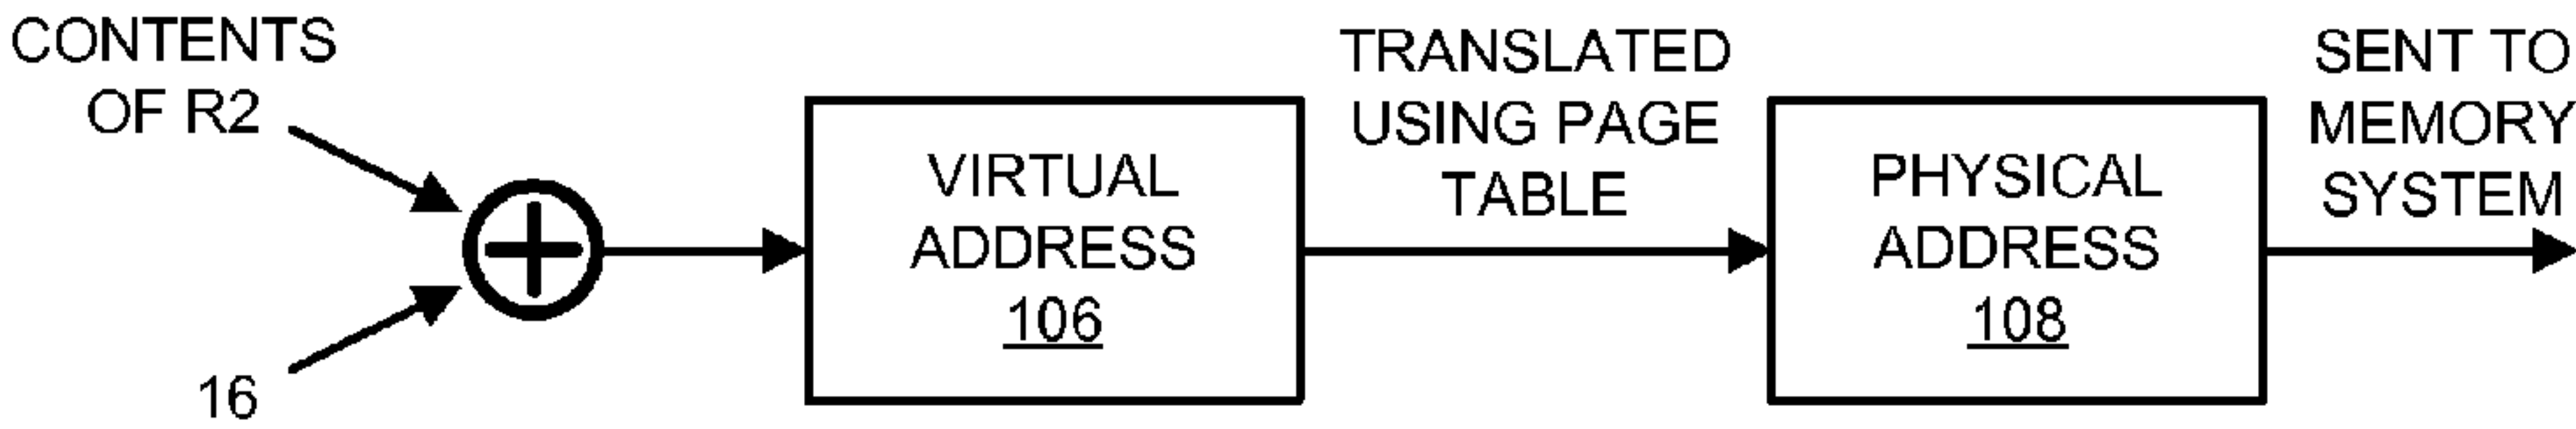 CONTENTS
OF R2
16
VIRTUAL
ADDRESS
106
TRANSLATED
USING PAGE
TABLE
PHYSICAL
ADDRESS
108
SENT TO
MEMORY
SYSTEM